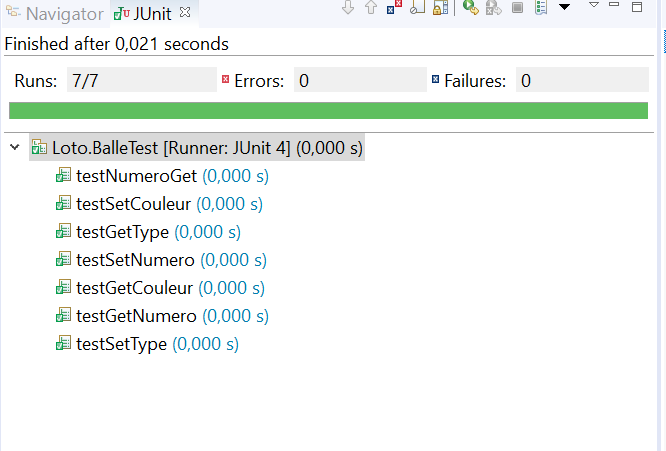 Navigator JUnit
Finished after 0,021 seconds
Runs: 7/7 Errors: 0 Failures: 0
Loto.BalleTest [Runner: JUnit 4] (0,000 s)
testNumeroGet (0,000 s)
testSetCouleur (0,000 s)
testGetType (0,000 s)
testSetNumero (0,000 s)
testGetCouleur (0,000 s)
testGetNumero (0,000 s)
testSetType (0,000 s)